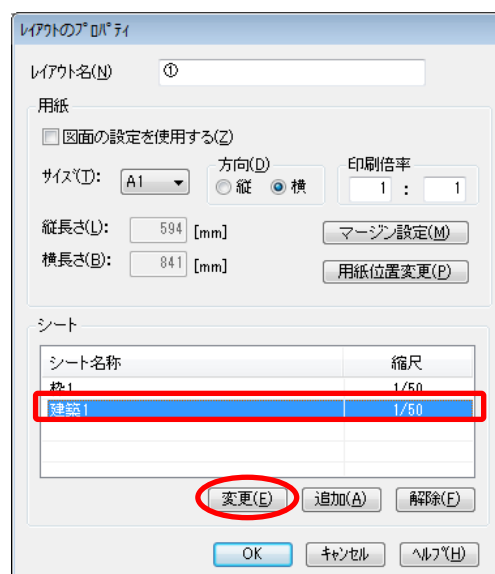 ﾚｲｱｳﾄのﾌﾟﾛﾊﾟﾃｨ
ﾚｲｱｳﾄ名(N) ①
用紙
図面の設定を使用する(Z)
ｻｲｽﾞ(T): A1 方向(D) 縦 横 印刷倍率 1 : 1
縦長さ(L): 594 [mm] マージン設定(M)
横長さ(B): 841 [mm] 用紙位置変更(P)
シート
シート名称 縮尺
枠1 1/50
建築1 1/50
変更(E) 追加(A) 解除(F)
OK ｷｬﾝｾﾙ ﾍﾙﾌﾟ(H)